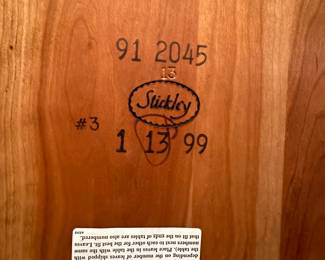 91 2045
13
Stickley
#3
1 13 99
depending on the number of leaves shipped with
table). Place leaves in the table with the same
numbers next to each other for the best fit. Leaves
that fit on the ends of tables are also numbered.